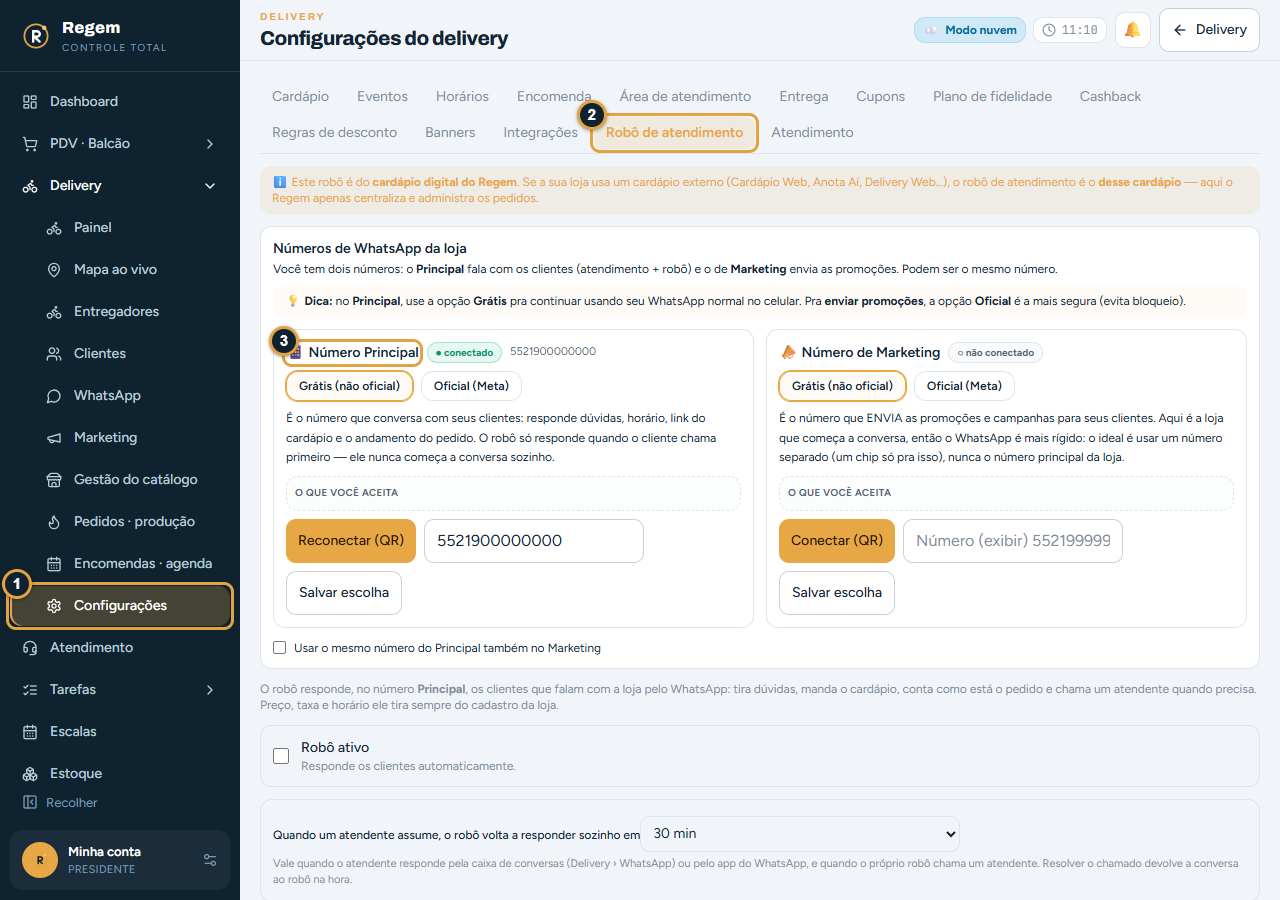 Regem
CONTROLE TOTAL
Dashboard
PDV · Balcão
Delivery
Painel
Mapa ao vivo
Entregadores
Clientes
WhatsApp
Marketing
Gestão do catálogo
Pedidos · produção
Encomendas · agenda
1
Configurações
Atendimento
Tarefas
Escalas
Estoque
Recolher
R
Minha conta
PRESIDENTE
DELIVERY
Configurações do delivery
Modo nuvem
11:10
Delivery
Cardápio Eventos Horários Encomenda Área de atendimento Entrega Cupons Plano de fidelidade Cashback
2
Regras de desconto Banners Integrações Robô de atendimento Atendimento
Este robô é do cardápio digital do Regem. Se a sua loja usa um cardápio externo (Cardápio Web, Anota Aí, Delivery Web…), o robô de atendimento é o desse cardápio — aqui o
Regem apenas centraliza e administra os pedidos.
Números de WhatsApp da loja
Você tem dois números: o Principal fala com os clientes (atendimento + robô) e o de Marketing envia as promoções. Podem ser o mesmo número.
Dica: no Principal, use a opção Grátis pra continuar usando seu WhatsApp normal no celular. Pra enviar promoções, a opção Oficial é a mais segura (evita bloqueio).
3
Número Principal conectado 5521900000000
Grátis (não oficial) Oficial (Meta)
É o número que conversa com seus clientes: responde dúvidas, horário, link do
cardápio e o andamento do pedido. O robô só responde quando o cliente chama
primeiro — ele nunca começa a conversa sozinho.
O QUE VOCÊ ACEITA
Reconectar (QR) 5521900000000
Salvar escolha
Número de Marketing não conectado
Grátis (não oficial) Oficial (Meta)
É o número que ENVIA as promoções e campanhas para seus clientes. Aqui é a loja
que começa a conversa, então o WhatsApp é mais rígido: o ideal é usar um número
separado (um chip só pra isso), nunca o número principal da loja.
O QUE VOCÊ ACEITA
Conectar (QR) Número (exibir) 552199999
Salvar escolha
Usar o mesmo número do Principal também no Marketing
O robô responde, no número Principal, os clientes que falam com a loja pelo WhatsApp: tira dúvidas, manda o cardápio, conta como está o pedido e chama um atendente quando precisa.
Preço, taxa e horário ele tira sempre do cadastro da loja.
Robô ativo
Responde os clientes automaticamente.
Quando um atendente assume, o robô volta a responder sozinho em 30 min
Vale quando o atendente responde pela caixa de conversas (Delivery › WhatsApp) ou pelo app do WhatsApp, e quando o próprio robô chama um atendente. Resolver o chamado devolve a conversa
ao robô na hora.